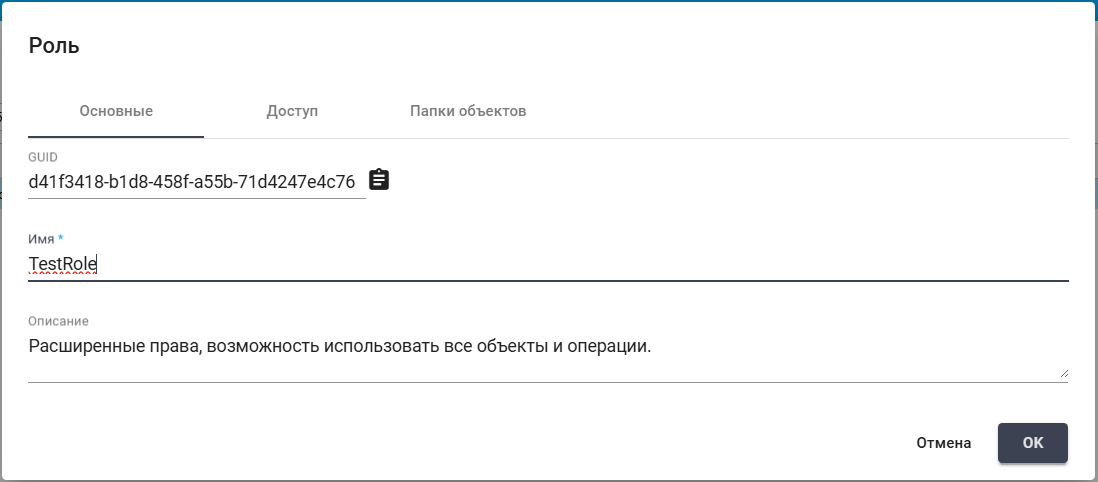 Роль
Основные Доступ Папки объектов
GUID
d41f3418-b1d8-458f-a55b-71d4247e4c76
Имя *
TestRole
Описание
Расширенные права, возможность использовать все объекты и операции.
Отмена OK